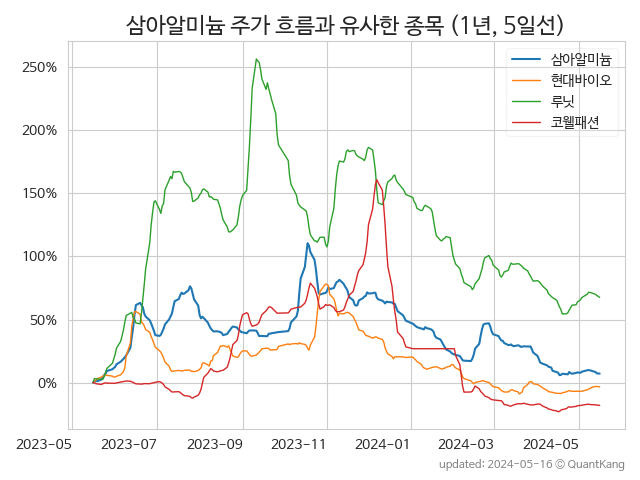 삼아알미늄 주가 흐름과 유사한 종목 (1년, 5일선)
삼아알미늄
현대바이오
루닛
코웰패션
250%
200%
150%
100%
50%
0%
2023-05
2023-07
2023-09
2023-11
2024-01
2024-03
2024-05
updated: 2024-05-16 © QuantKang